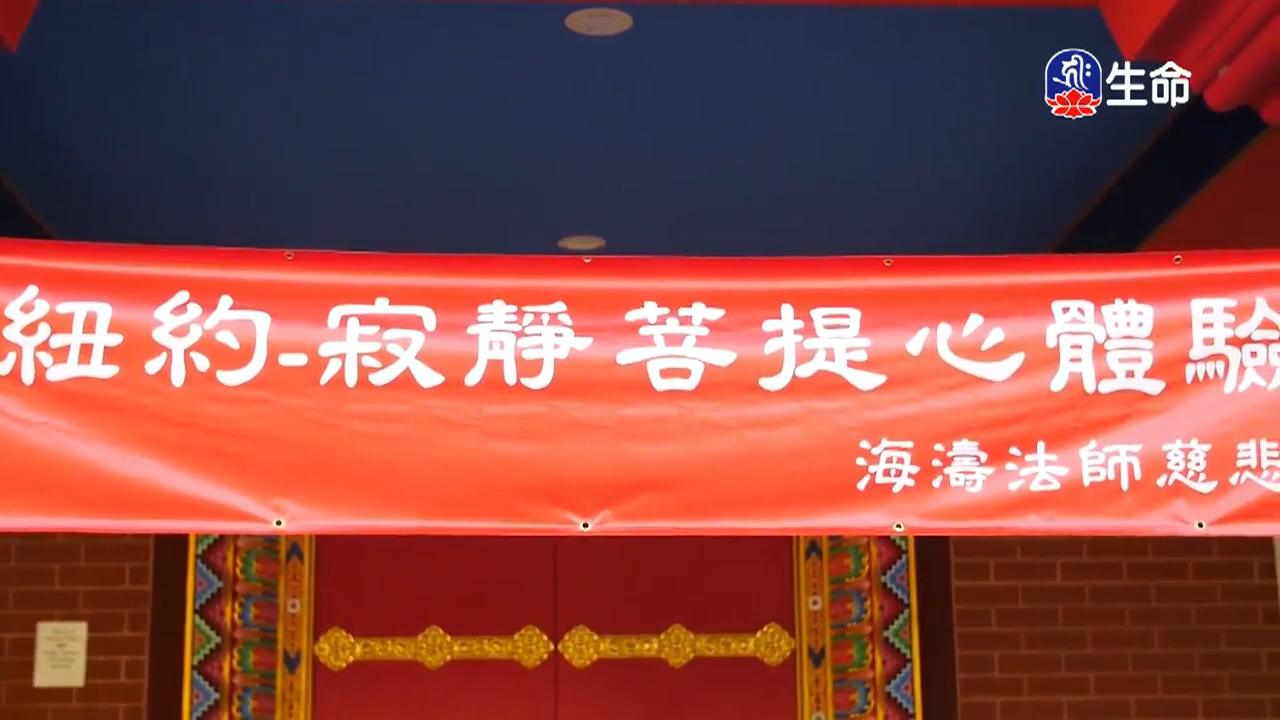 生命
紐約-寂靜菩提心體驗
海濤法師慈悲